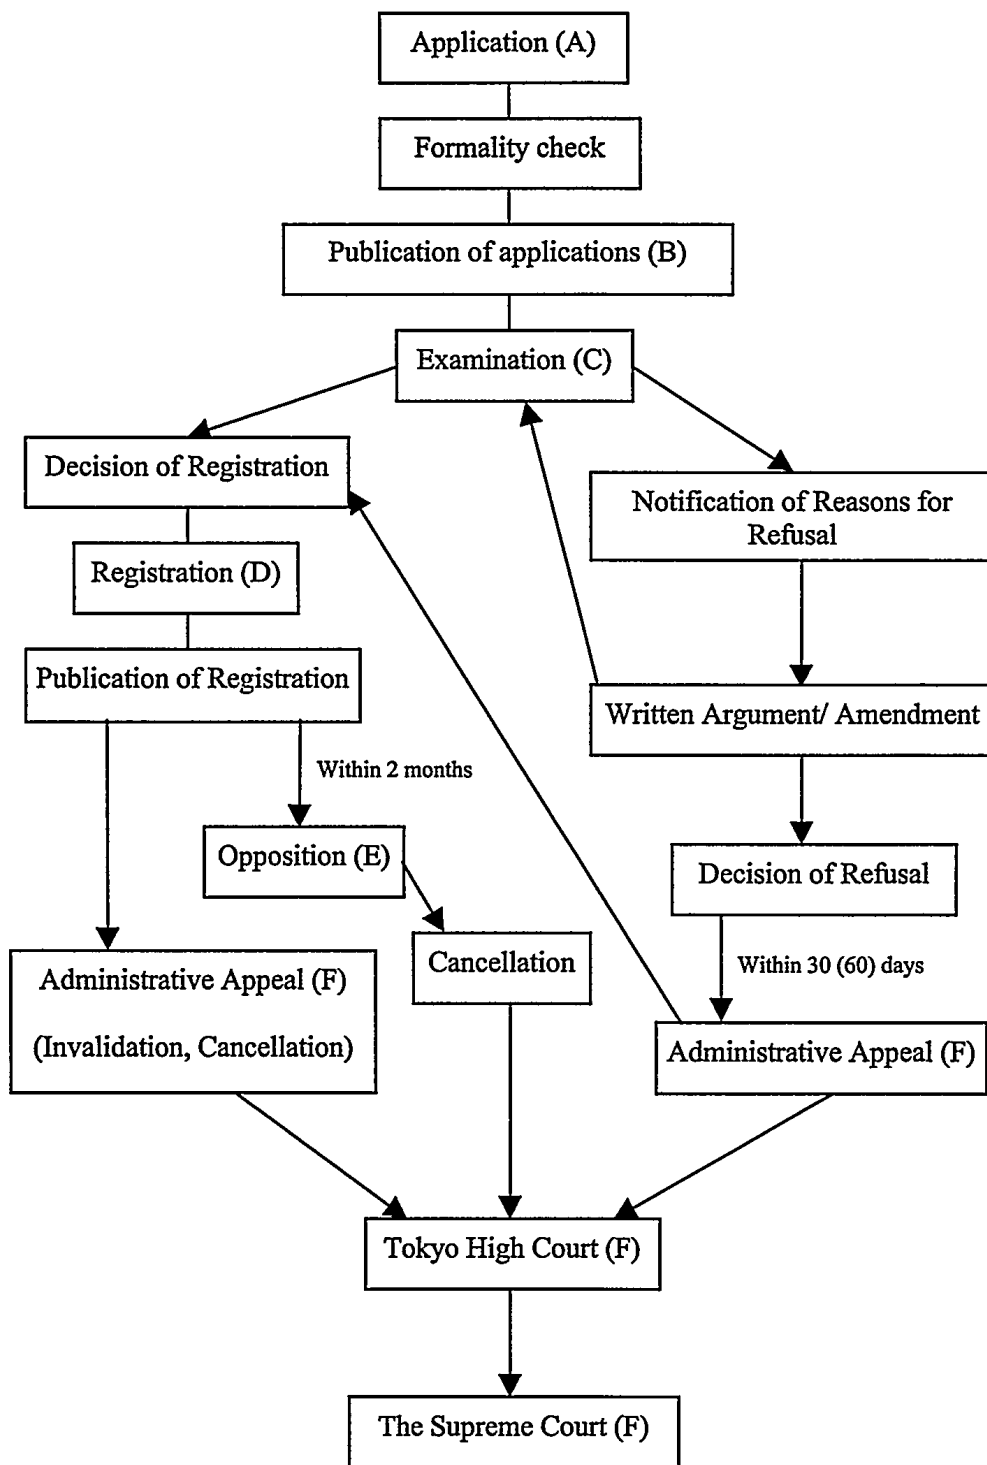 Application (A)
Formality check
Publication of applications (B)
Examination (C)
Decision of Registration
Notification of Reasons for
Refusal
Registration (D)
Publication of Registration
Written Argument/ Amendment
Within 2 months
Opposition (E)
Decision of Refusal
Cancellation
Within 30 (60) days
Administrative Appeal (F)
(Invalidation, Cancellation)
Administrative Appeal (F)
Tokyo High Court (F)
The Supreme Court (F)